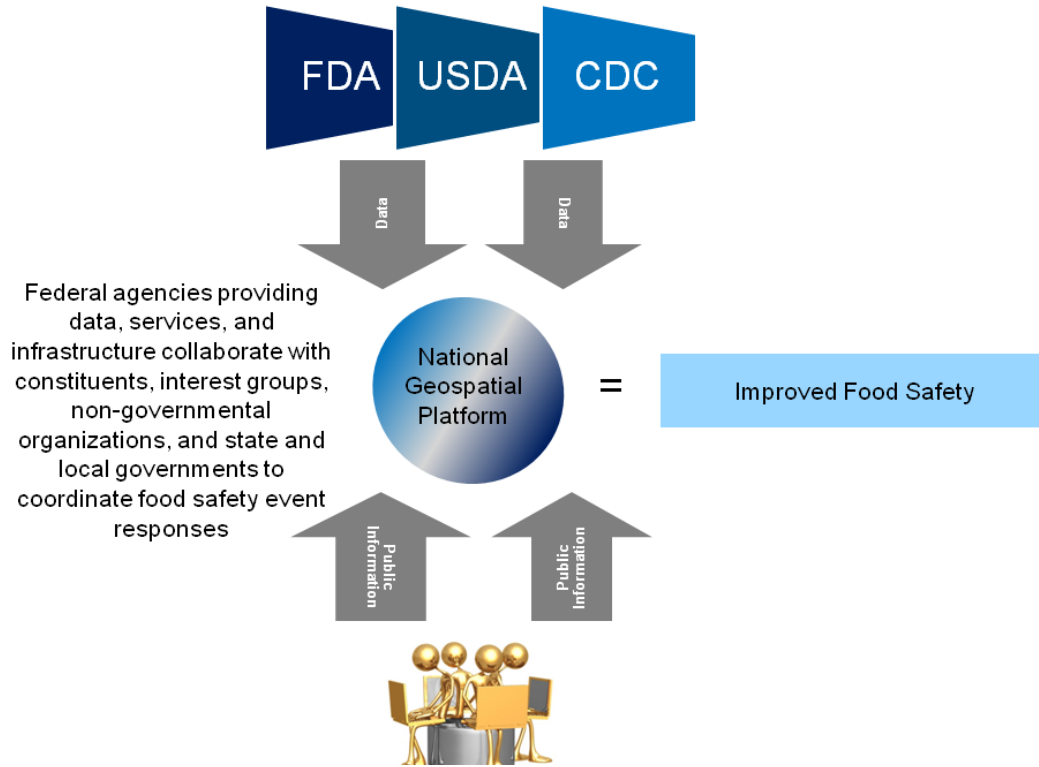 FDA
USDA
CDC
Data
Data
Federal agencies providing
data, services, and
infrastructure collaborate with
constituents, interest groups,
non-governmental
organizations, and state and
local governments to
coordinate food safety event
responses
National
Geospatial
Platform
=
Improved Food Safety
Public
Information
Public
Information